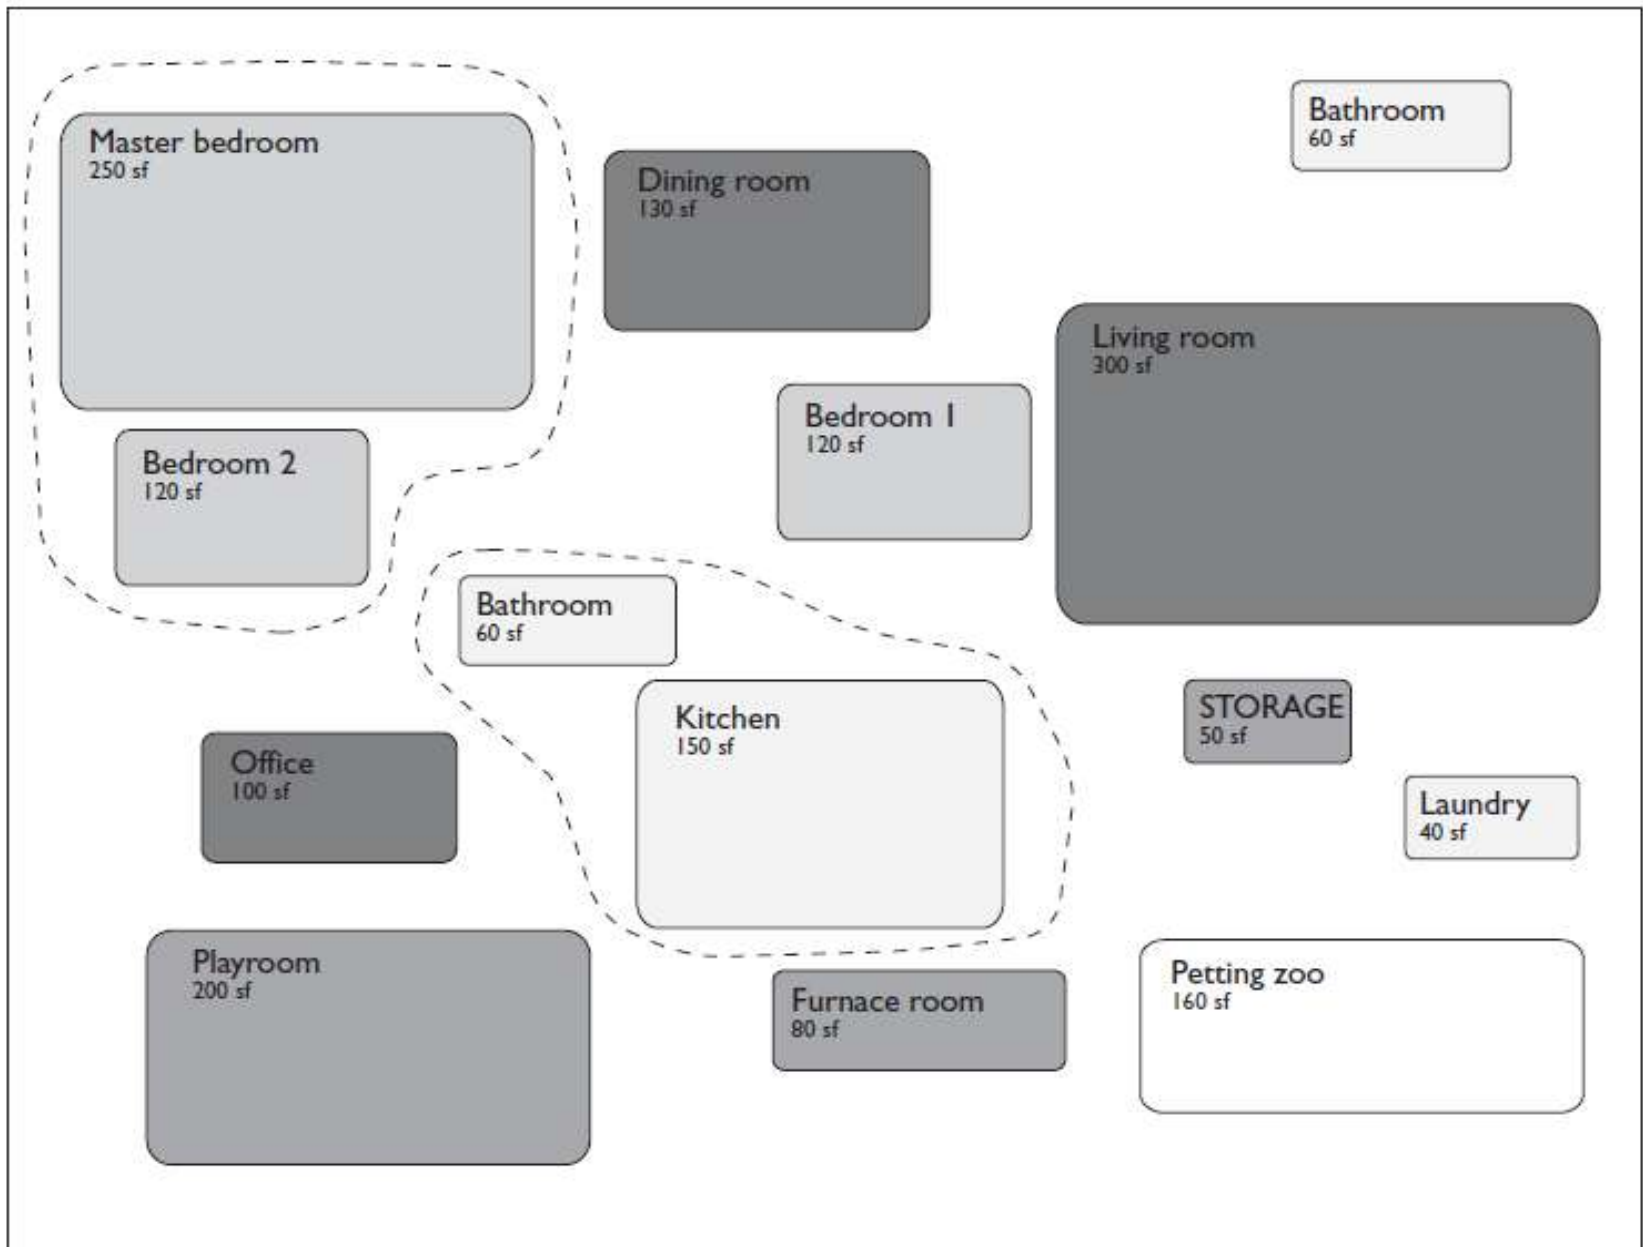 Master bedroom
250 sf
Dining room
130 sf
Bathroom
60 sf
Living room
300 sf
Bedroom 1
120 sf
Bedroom 2
120 sf
Bathroom
60 sf
Kitchen
150 sf
STORAGE
50 sf
Office
100 sf
Laundry
40 sf
Playroom
200 sf
Furnace room
80 sf
Petting zoo
160 sf